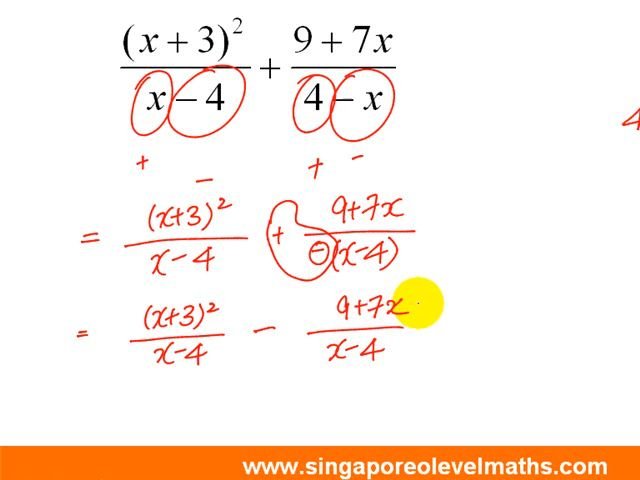 (x + 3)² / (x − 4) + (9 + 7x) / (4 − x)
+ − + −
= (x+3)² / (x−4) + (9+7x) / −(x−4)
= (x+3)² / (x−4) − (9+7x) / (x−4)
4
www.singaporeolevelmaths.com